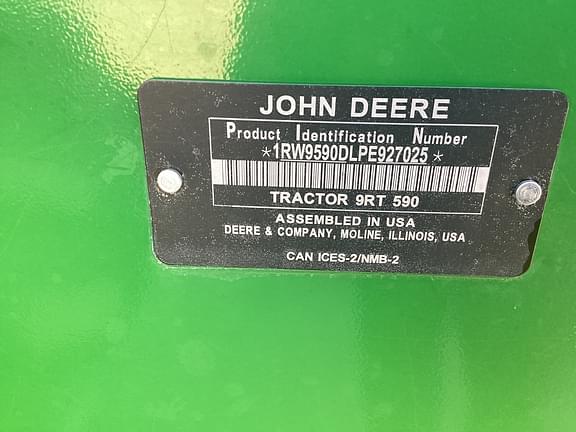 JOHN DEERE
Product Identification Number
*1RW9590DLPE927025*
TRACTOR 9RT 590
ASSEMBLED IN USA
DEERE & COMPANY, MOLINE, ILLINOIS, USA
CAN ICES-2/NMB-2